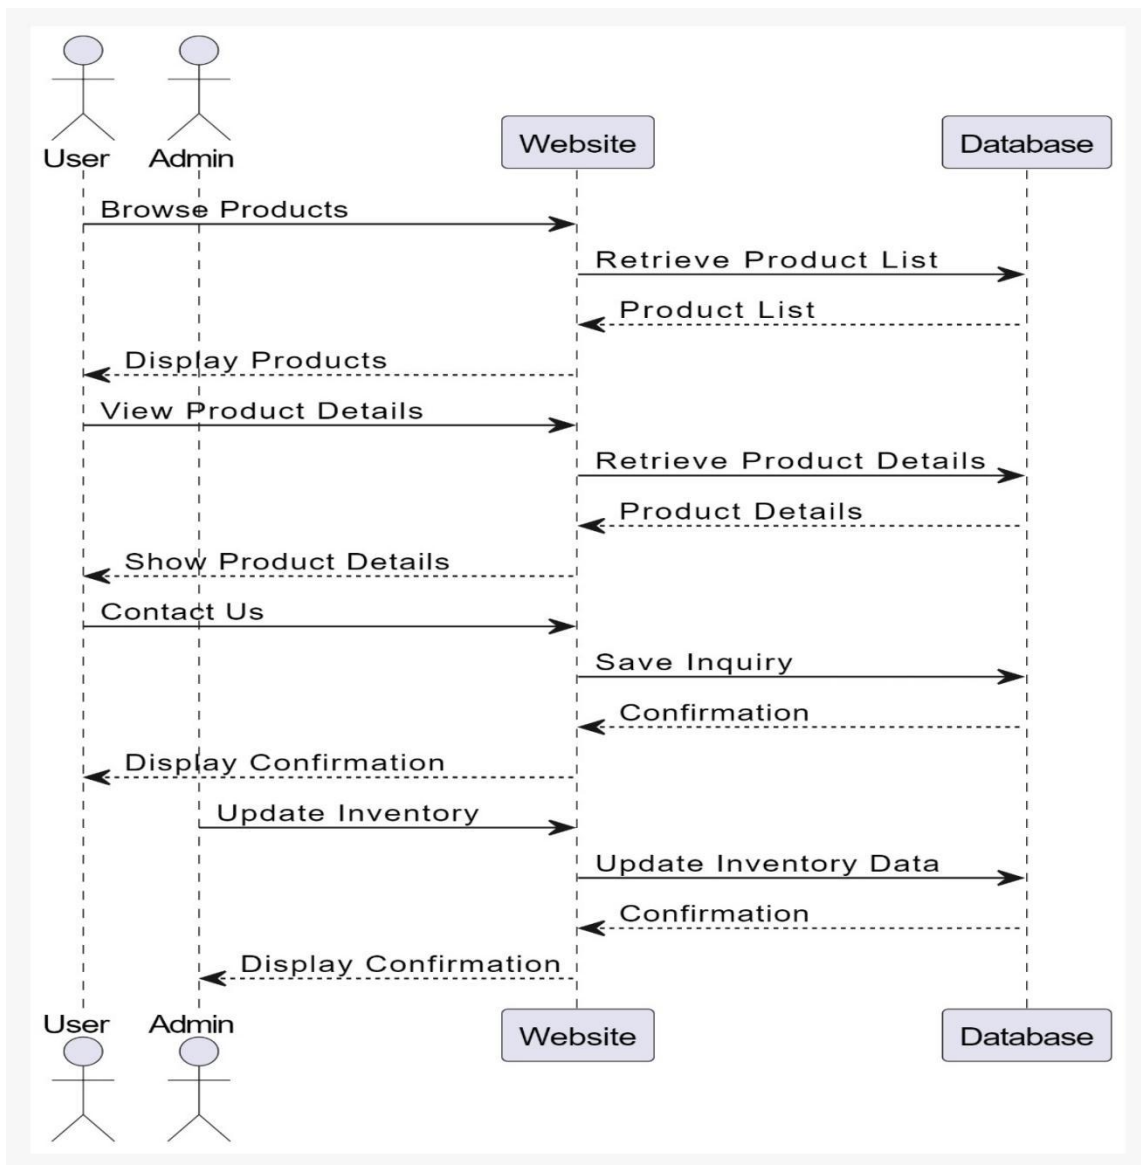 User Admin Website Database
Browse Products
Retrieve Product List
Product List
Display Products
View Product Details
Retrieve Product Details
Product Details
Show Product Details
Contact Us
Save Inquiry
Confirmation
Display Confirmation
Update Inventory
Update Inventory Data
Confirmation
Display Confirmation
User Admin Website Database